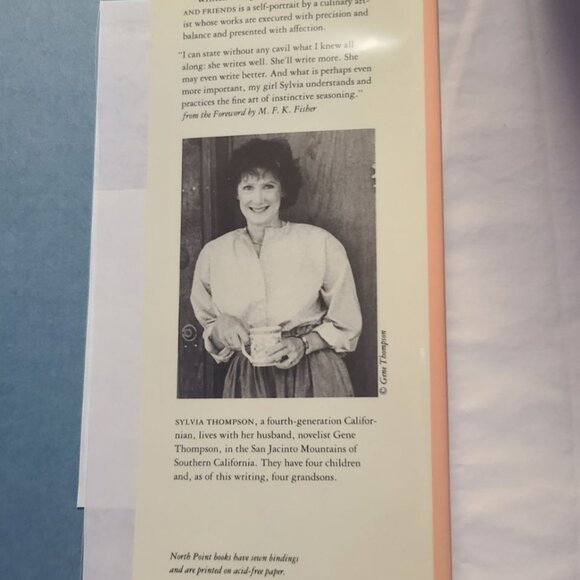 AND FRIENDS is a self-portrait by a culinary art-
ist whose works are executed with precision and
balance and presented with affection.
"I can state without any cavil what I knew all
along: she writes well. She'll write more. She
may even write better. And what is perhaps even
more important, my girl Sylvia understands and
practices the fine art of instinctive seasoning."
from the Foreword by M. F. K. Fisher
© Gene Thompson
SYLVIA THOMPSON, a fourth-generation Califor-
nian, lives with her husband, novelist Gene
Thompson, in the San Jacinto Mountains of
Southern California. They have four children
and, as of this writing, four grandsons.
North Point books have sewn bindings
and are printed on acid-free paper.